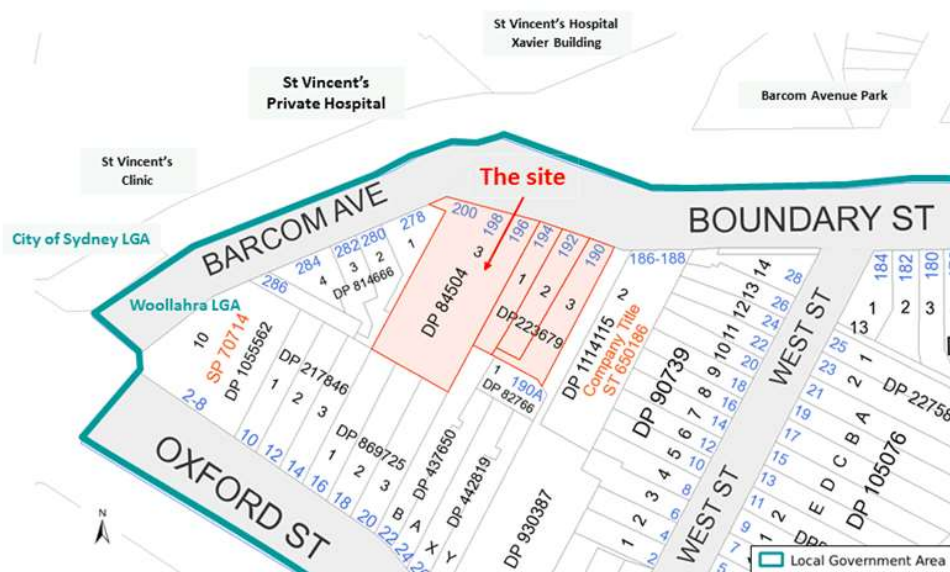 St Vincent's Hospital
Xavier Building
St Vincent's
Private Hospital
Barcom Avenue Park
St Vincent's
Clinic
The site
City of Sydney LGA
Woollahra LGA
BARCOM AVE
BOUNDARY ST
WEST ST
WEST ST
OXFORD ST
200
198
196
194
192
190
186-188
278
280
282
284
286
1
2
3
4
DP 814666
3
DP 84504
1
2
3
DP223679
1
190A
DP 82766
2
DP 1114115
Company Title
ST 650186
10
SP 70714
DP 1055562
2-8
DP 217846
1
2
3
DP 869725
1
2
3
10
12
14
16
18
20
22
24
B
A
DP 437650
X
Y
DP 442819
DP 930387
DP 90739
14
13
12
11
10
9
8
7
6
5
4
3
2
1
28
26
24
22
20
18
16
14
12
10
8
6
4
2
184
182
180
1
2
3
13
25
23
21
19
17
15
13
11
9
7
5
1
2
A
B
C
D
E
2
1
DP 22758
DP 105076
N
Local Government Area